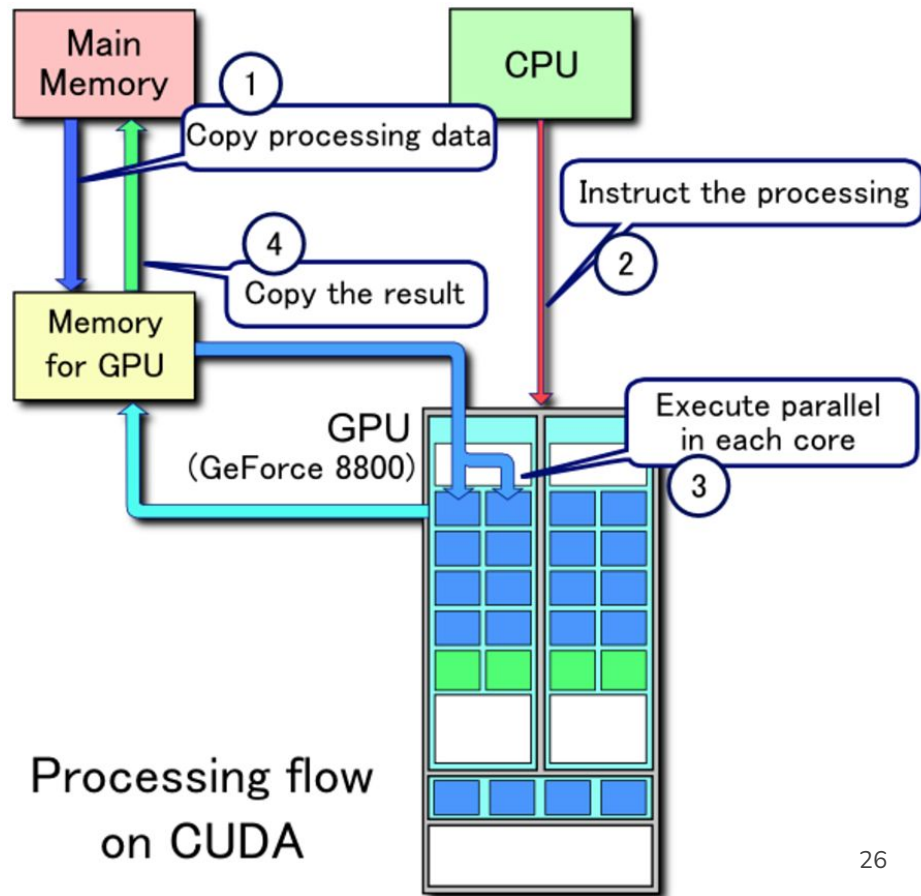 Main
Memory
CPU
1
Copy processing data
Instruct the processing
2
4
Copy the result
Memory
for GPU
GPU
(GeForce 8800)
Execute parallel
in each core
3
Processing flow
on CUDA
26